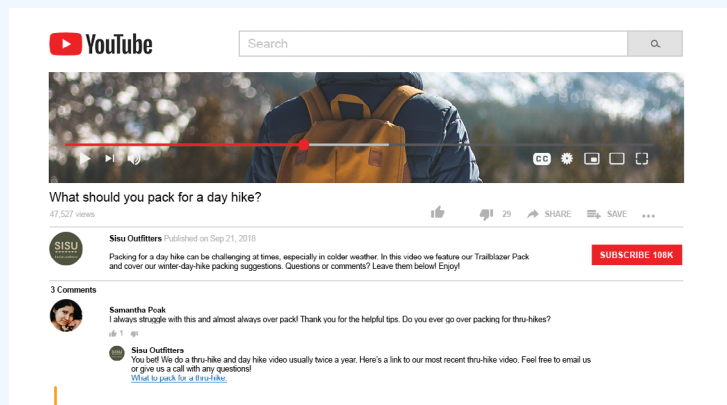 YouTube
Search
CC
What should you pack for a day hike?
47,527 views
29
SHARE
SAVE
SISU
Sisu Outfitters Published on Sep 21, 2018
Packing for a day hike can be challenging at times, especially in colder weather. In this video we feature our Trailblazer Pack
and cover our winter-day-hike packing suggestions. Questions or comments? Leave them below! Enjoy!
SUBSCRIBE 108K
3 Comments
Samantha Peak
I always struggle with this and almost always over pack! Thank you for the helpful tips. Do you ever go over packing for thru-hikes?
1
SISU
Sisu Outfitters
You bet! We do a thru-hike and day hike video usually twice a year. Here's a link to our most recent thru-hike video. Feel free to email us
or give us a call with any questions!
What to pack for a thru-hike.